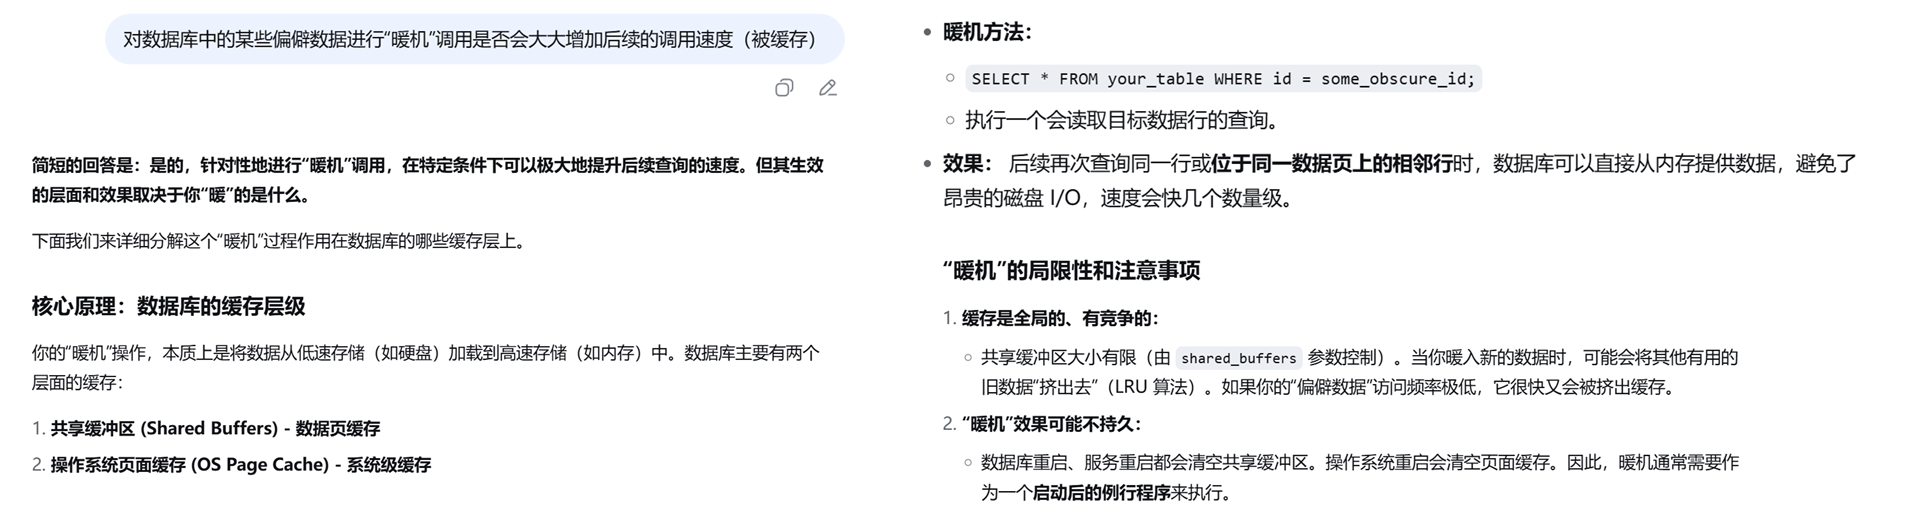 对数据库中的某些偏僻数据进行“暖机”调用是否会大大增加后续的调用速度（被缓存）
简短的回答是：是的，针对性地进行“暖机”调用，在特定条件下可以极大地提升后续查询的速度。但其生效
的层面和效果取决于你“暖”的是什么。
下面我们来详细分解这个“暖机”过程作用在数据库的哪些缓存层上。
核心原理：数据库的缓存层级
你的“暖机”操作，本质上是将数据从低速存储（如硬盘）加载到高速存储（如内存）中。数据库主要有两个
层面的缓存：
1. 共享缓冲区 (Shared Buffers) - 数据页缓存
2. 操作系统页面缓存 (OS Page Cache) - 系统级缓存
• 暖机方法：
○ SELECT * FROM your_table WHERE id = some_obscure_id;
○ 执行一个会读取目标数据行的查询。
• 效果： 后续再次查询同一行或位于同一数据页上的相邻行时，数据库可以直接从内存提供数据，避免了
昂贵的磁盘 I/O，速度会快几个数量级。
“暖机”的局限性和注意事项
1. 缓存是全局的、有竞争的：
○ 共享缓冲区大小有限（由 shared_buffers 参数控制）。当你暖入新的数据时，可能会将其他有用的
旧数据“挤出去”（LRU 算法）。如果你的“偏僻数据”访问频率极低，它很快又会被挤出缓存。
2. “暖机”效果可能不持久：
○ 数据库重启、服务重启都会清空共享缓冲区。操作系统重启会清空页面缓存。因此，暖机通常需要作
为一个启动后的例行程序来执行。